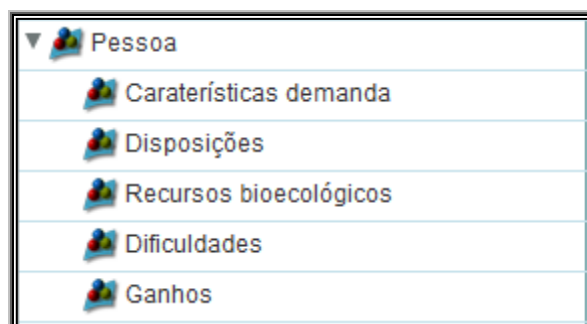 Pessoa
Caraterísticas demanda
Disposições
Recursos bioecológicos
Dificuldades
Ganhos